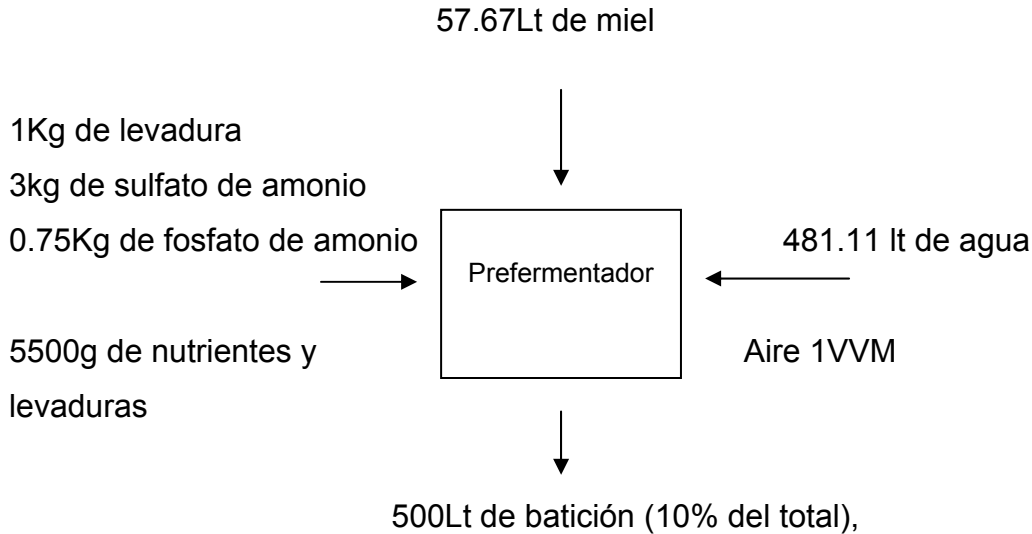 57.67Lt de miel
1Kg de levadura
3kg de sulfato de amonio
0.75Kg de fosfato de amonio
481.11 lt de agua
Prefermentador
5500g de nutrientes y
levaduras
Aire 1VVM
500Lt de batición (10% del total),